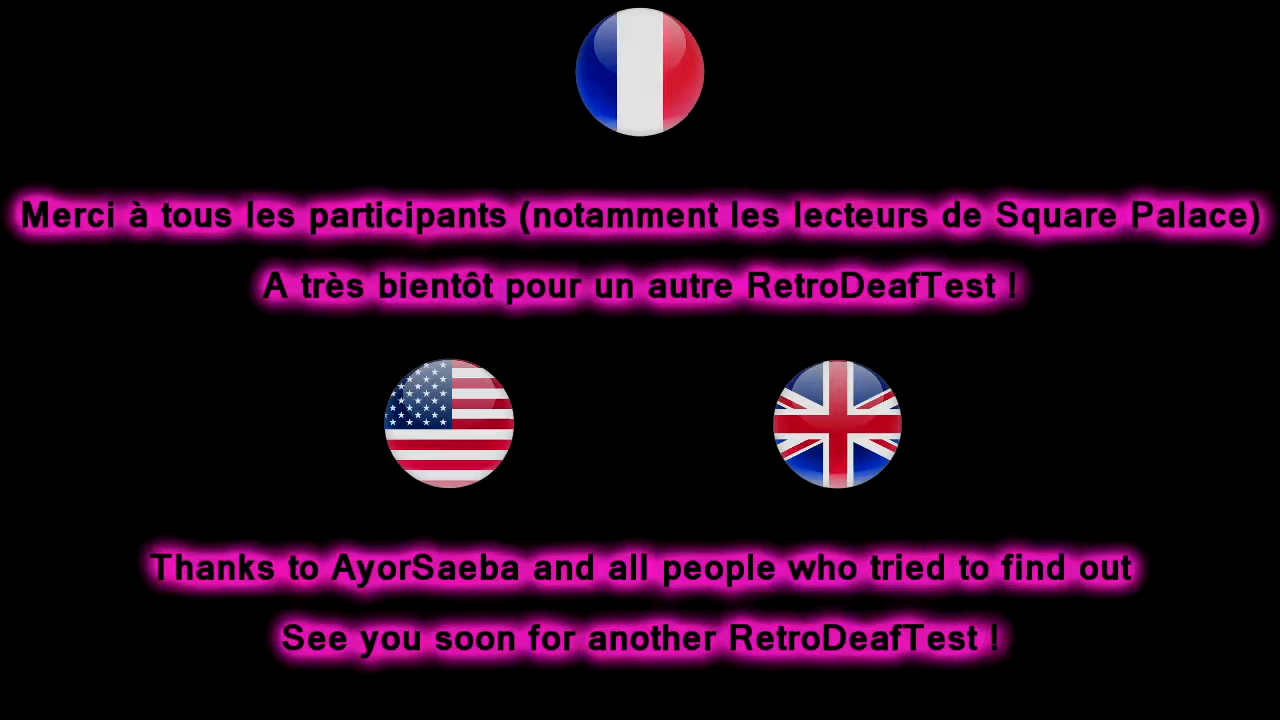 Merci à tous les participants (notamment les lecteurs de Square Palace)
A très bientôt pour un autre RetroDeafTest !
Thanks to AyorSaeba and all people who tried to find out
See you soon for another RetroDeafTest !